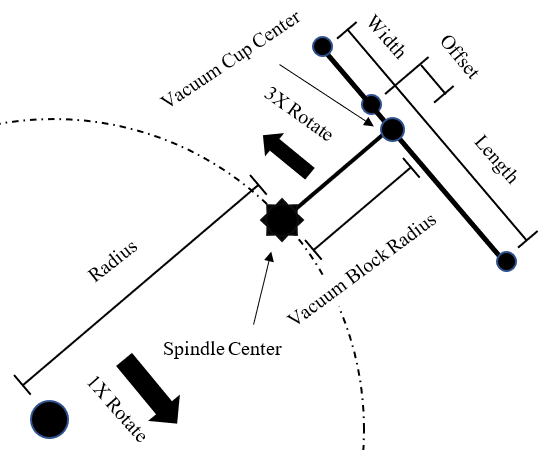 Vacuum Cup Center
Width
Offset
3X Rotate
Length
Radius
Vacuum Block Radius
Spindle Center
1X Rotate